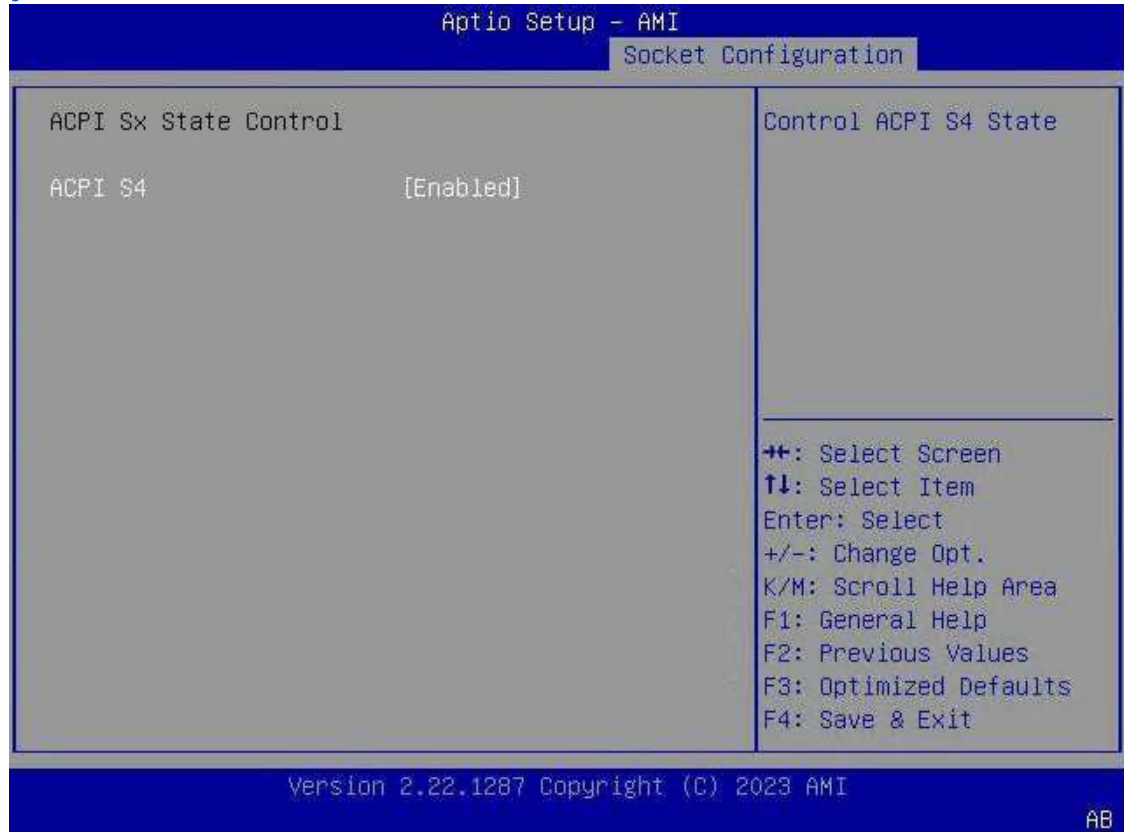 Aptio Setup – AMI
Socket Configuration
ACPI Sx State Control
ACPI S4 [Enabled]
Control ACPI S4 State
→←: Select Screen
↑↓: Select Item
Enter: Select
+/-: Change Opt.
K/M: Scroll Help Area
F1: General Help
F2: Previous Values
F3: Optimized Defaults
F4: Save & Exit
Version 2.22.1287 Copyright (C) 2023 AMI
AB